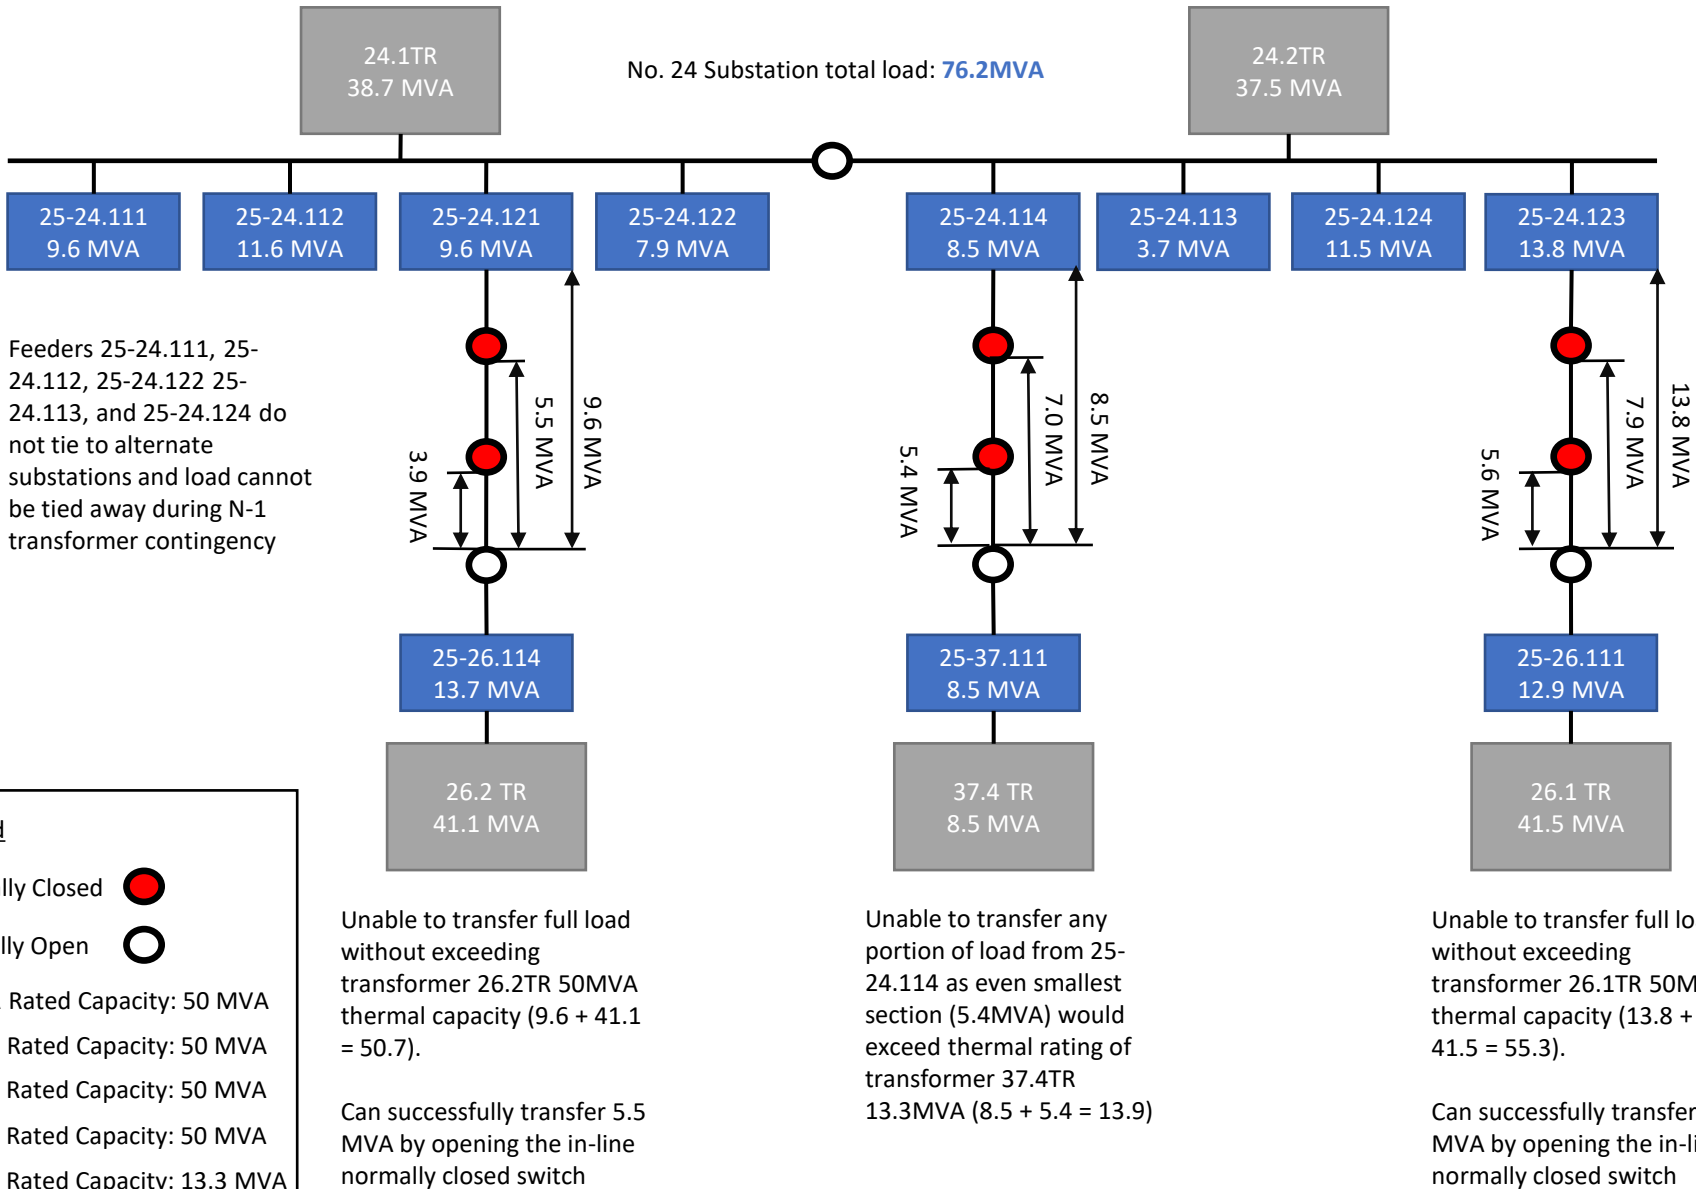 24.1TR
38.7 MVA
No. 24 Substation total load: 76.2MVA
24.2TR
37.5 MVA
25-24.111
9.6 MVA
25-24.112
11.6 MVA
25-24.121
9.6 MVA
25-24.122
7.9 MVA
25-24.114
8.5 MVA
25-24.113
3.7 MVA
25-24.124
11.5 MVA
25-24.123
13.8 MVA
Feeders 25-24.111, 25-
24.112, 25-24.122 25-
24.113, and 25-24.124 do
not tie to alternate
substations and load cannot
be tied away during N-1
transformer contingency
3.9 MVA
5.5 MVA
9.6 MVA
5.4 MVA
7.0 MVA
8.5 MVA
5.6 MVA
7.9 MVA
13.8 MVA
25-26.114
13.7 MVA
25-37.111
8.5 MVA
25-26.111
12.9 MVA
26.2 TR
41.1 MVA
37.4 TR
8.5 MVA
26.1 TR
41.5 MVA
lly Closed
lly Open
Rated Capacity: 50 MVA
Rated Capacity: 50 MVA
Rated Capacity: 50 MVA
Rated Capacity: 50 MVA
Rated Capacity: 13.3 MVA
Unable to transfer full load
without exceeding
transformer 26.2TR 50MVA
thermal capacity (9.6 + 41.1
= 50.7).
Can successfully transfer 5.5
MVA by opening the in-line
normally closed switch
Unable to transfer any
portion of load from 25-
24.114 as even smallest
section (5.4MVA) would
exceed thermal rating of
transformer 37.4TR
13.3MVA (8.5 + 5.4 = 13.9)
Unable to transfer full lo
without exceeding
transformer 26.1TR 50M
thermal capacity (13.8 +
41.5 = 55.3).
Can successfully transfer
MVA by opening the in-li
normally closed switch